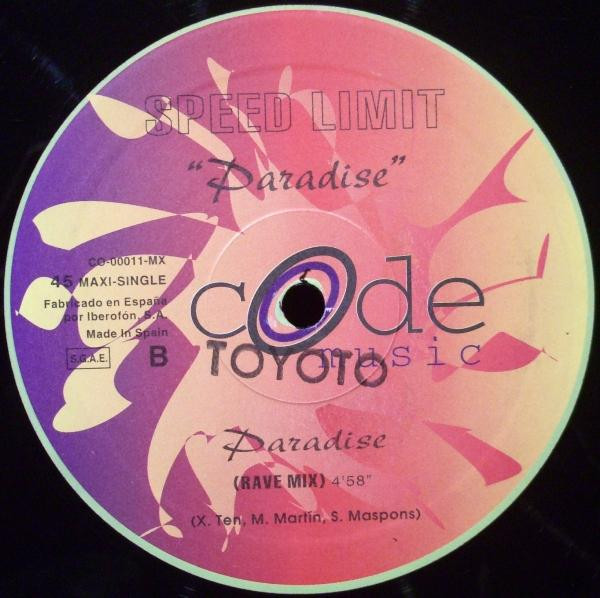 SPEED LIMIT
"Paradise"
CO-00011-MX
45 MAXI-SINGLE
Fabricado en España
por Iberofón, S.A.
Made In Spain
S.G.A.E.
B
code
music
TOYOTO
Paradise
(RAVE MIX) 4'58"
(X. Ten, M. Martín, S. Maspons)